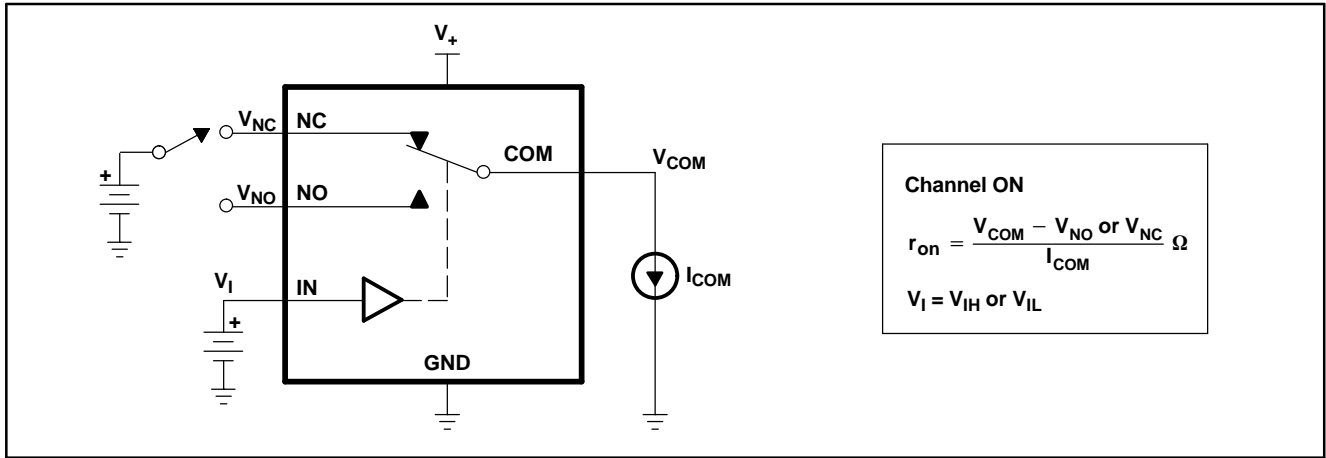 V+
VNC NC
COM VCOM
+
VNO NO
VI IN
+
ICOM
GND
Channel ON
ron = VCOM – VNO or VNC / ICOM Ω
VI = VIH or VIL